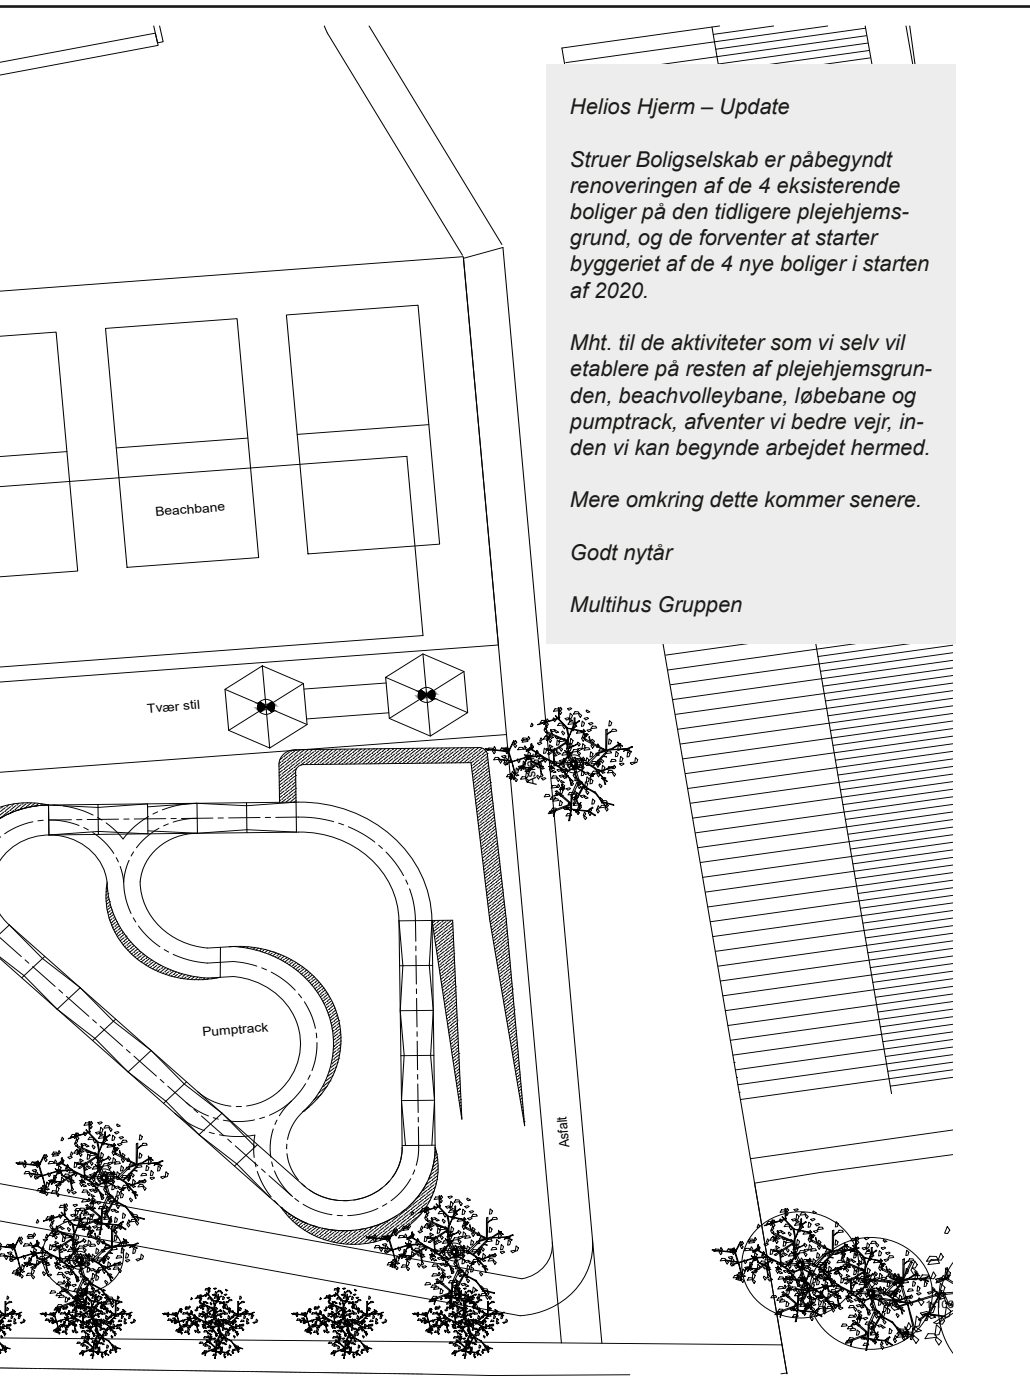 Helios Hjerm – Update
Struer Boligselskab er påbegyndt
renoveringen af de 4 eksisterende
boliger på den tidligere plejehjems-
grund, og de forventer at starter
byggeriet af de 4 nye boliger i starten
af 2020.
Mht. til de aktiviteter som vi selv vil
etablere på resten af plejehjemsgrun-
den, beachvolleybane, løbebane og
pumptrack, afventer vi bedre vejr, in-
den vi kan begynde arbejdet hermed.
Mere omkring dette kommer senere.
Godt nytår
Multihus Gruppen
Beachbane
Tvær stil
Pumptrack
Asfalt